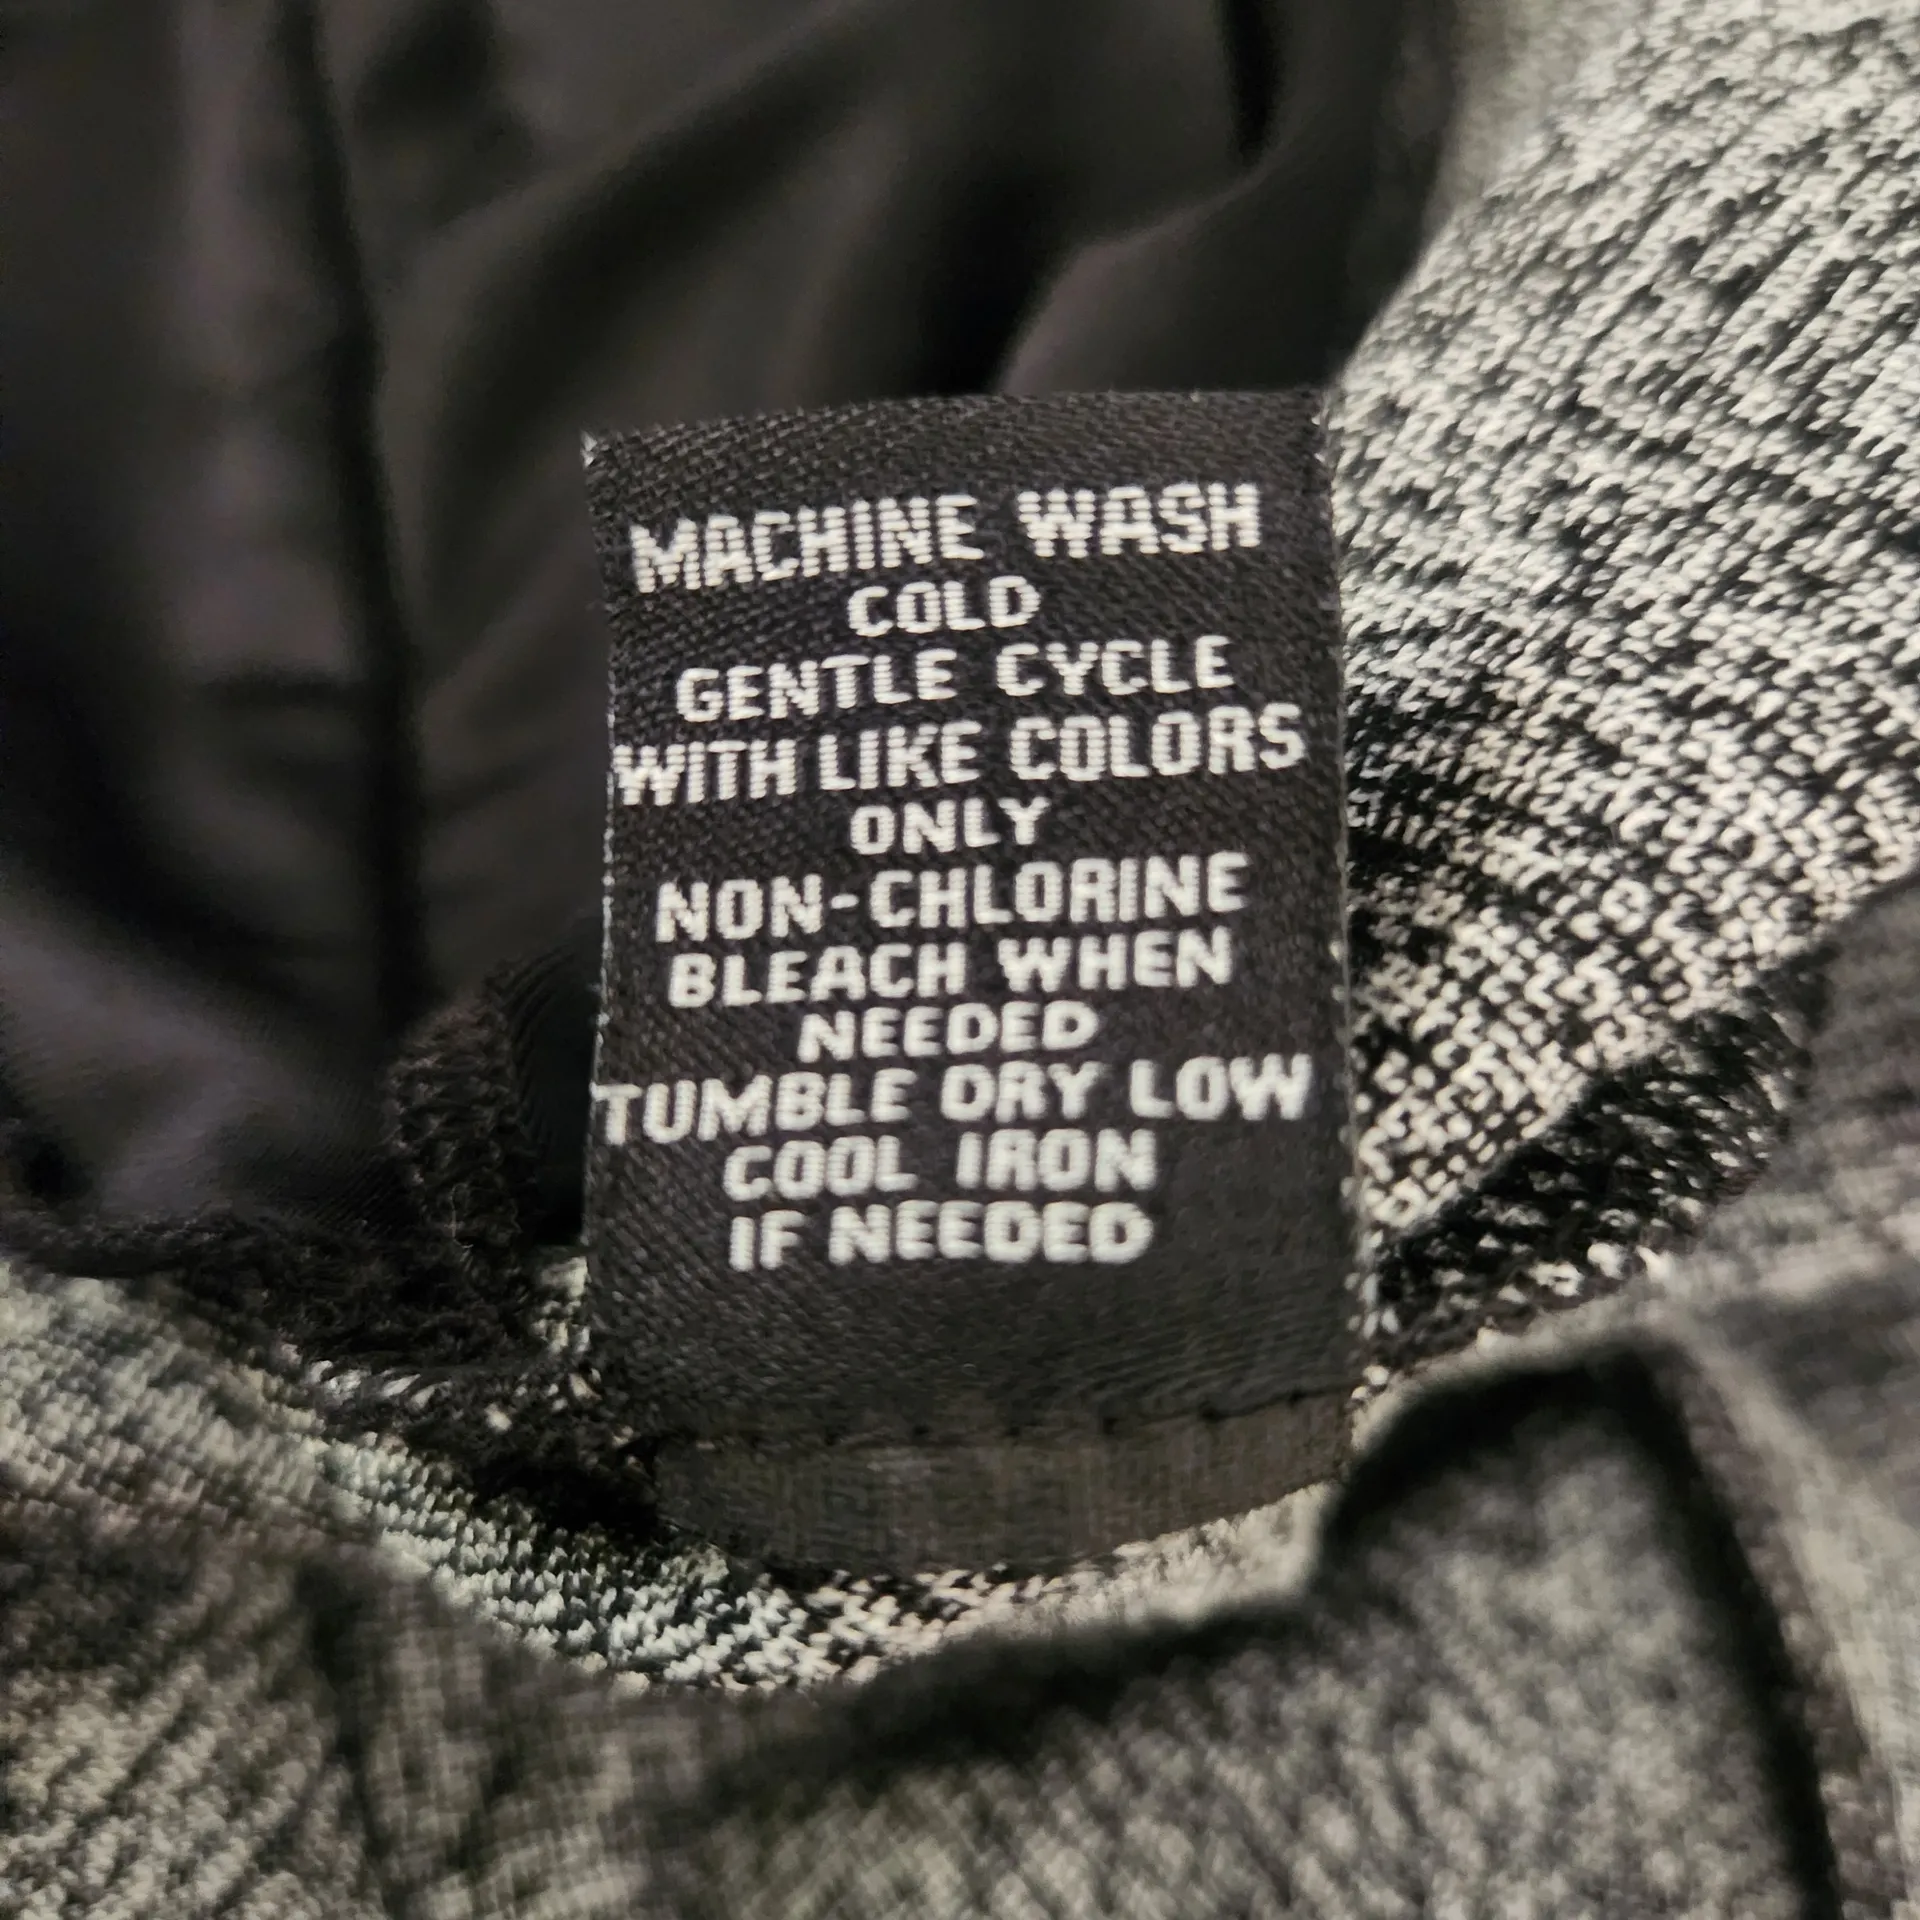 MACHINE WASH
COLD
GENTLE CYCLE
WITH LIKE COLORS
ONLY
NON-CHLORINE
BLEACH WHEN
NEEDED
TUMBLE DRY LOW
COOL IRON
IF NEEDED